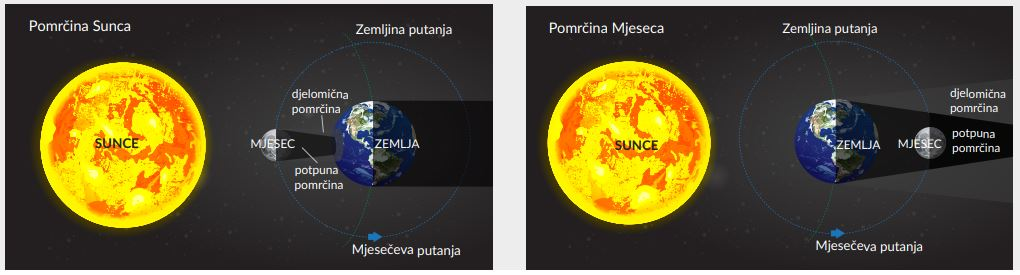 Pomrčina Sunca
Zemljina putanja
djelomična
pomrčina
SUNCE
MJESEC
ZEMLJA
potpuna
pomrčina
Mjesečeva putanja
Pomrčina Mjeseca
Zemljina putanja
djelomična
pomrčina
SUNCE
ZEMLJA
MJESEC
potpuna
pomrčina
Mjesečeva putanja